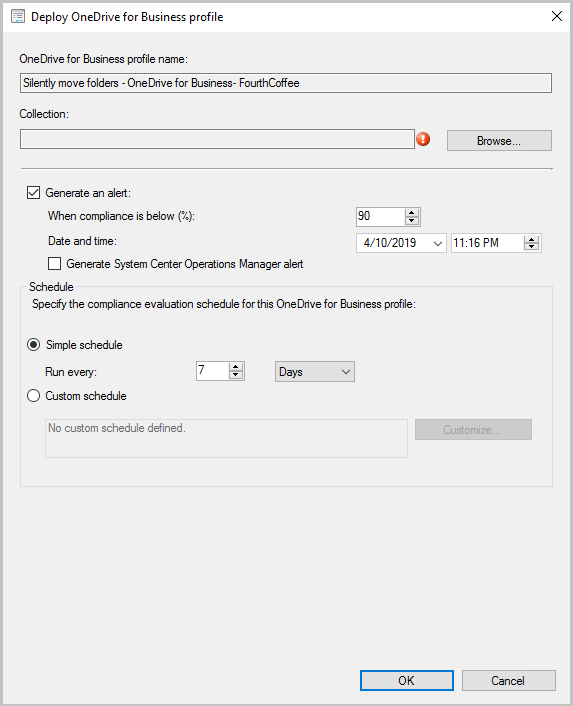 Deploy OneDrive for Business profile
OneDrive for Business profile name:
Silently move folders - OneDrive for Business- FourthCoffee
Collection:
Browse...
Generate an alert:
When compliance is below (%):
90
Date and time:
4/10/2019
11:16 PM
Generate System Center Operations Manager alert
Schedule
Specify the compliance evaluation schedule for this OneDrive for Business profile:
Simple schedule
Run every:
7
Days
Custom schedule
No custom schedule defined.
Customize...
OK
Cancel